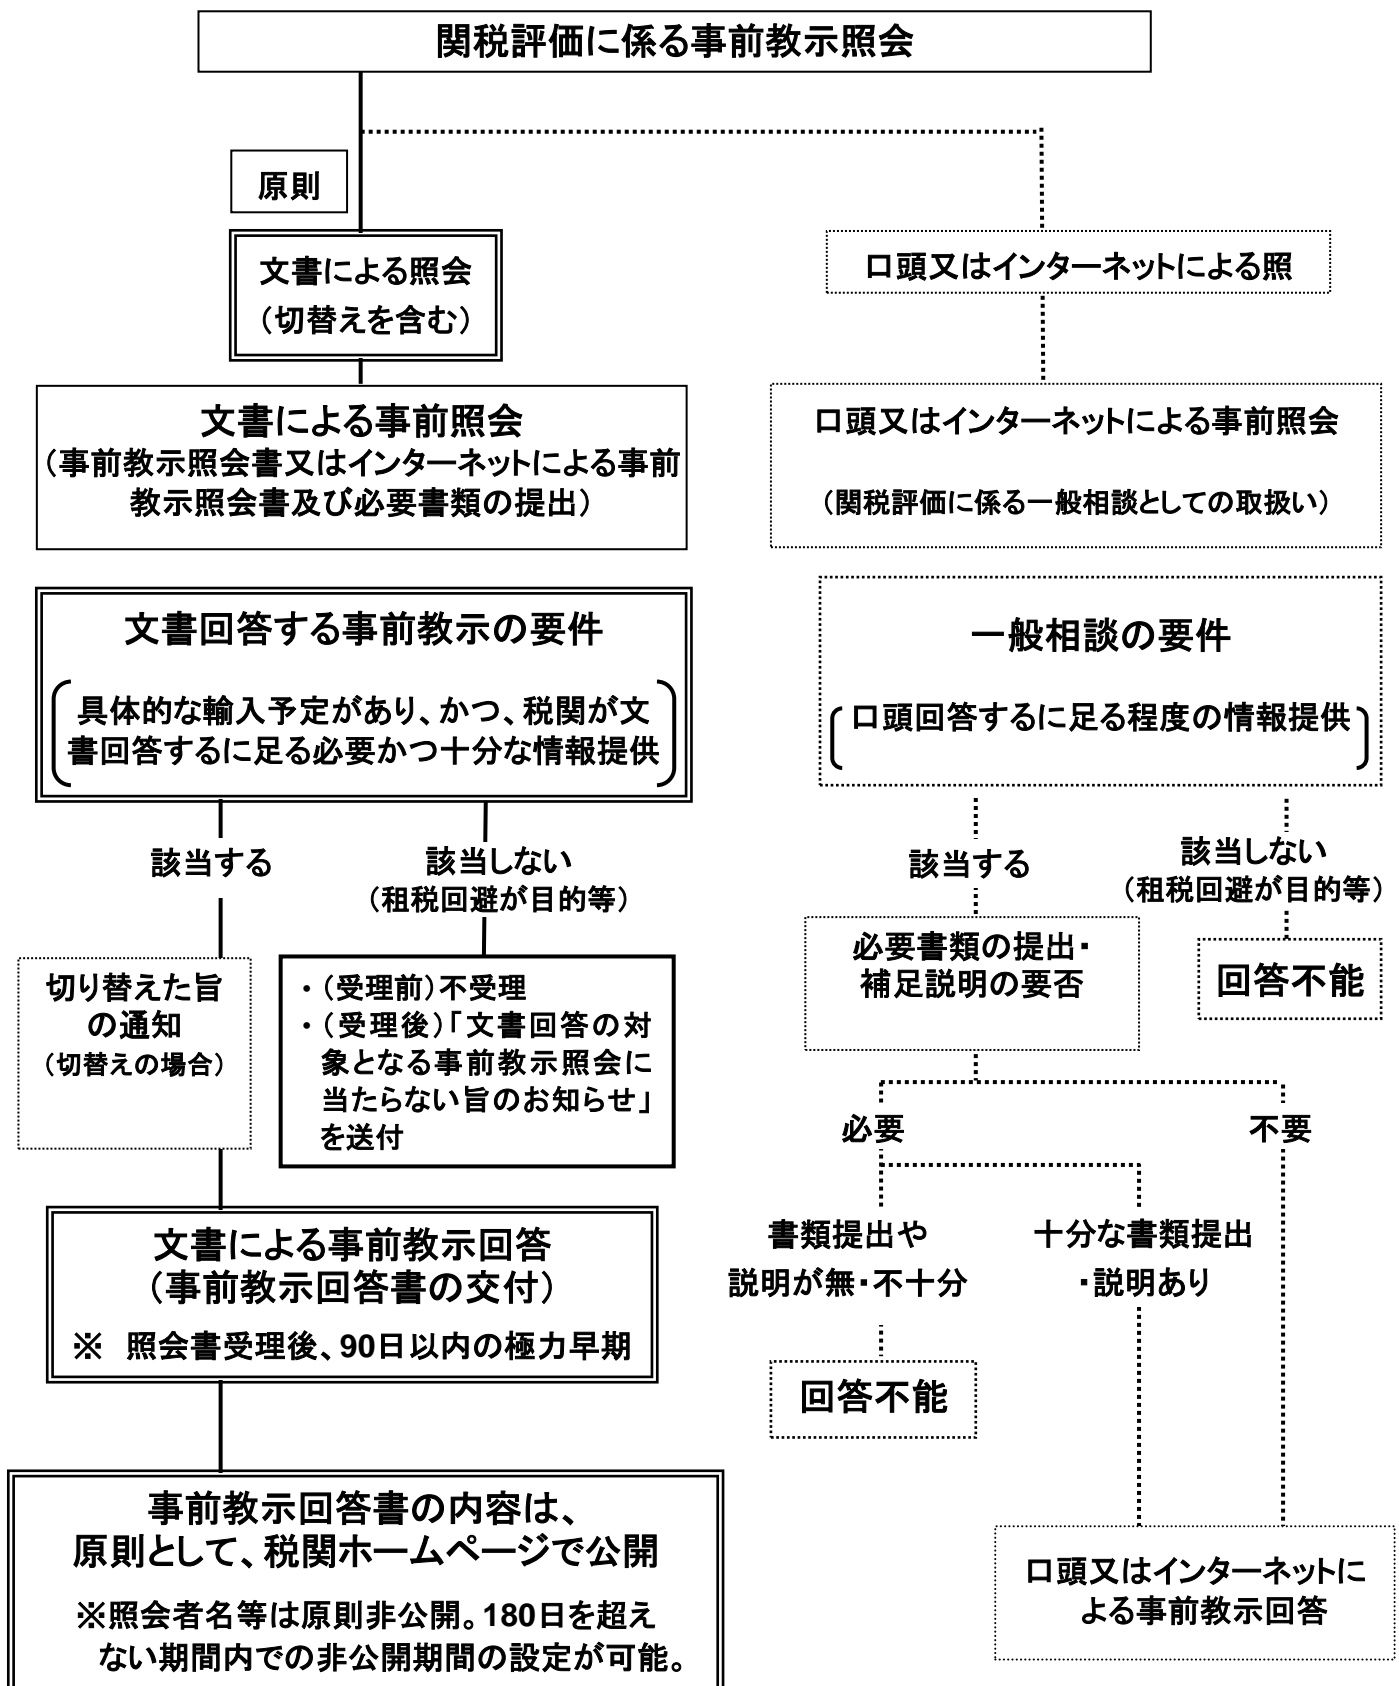 関税評価に係る事前教示照会
原則
文書による照会
（切替えを含む）
口頭又はインターネットによる照
文書による事前照会
（事前教示照会書又はインターネットによる事前
教示照会書及び必要書類の提出）
口頭又はインターネットによる事前照会
（関税評価に係る一般相談としての取扱い）
文書回答する事前教示の要件
具体的な輸入予定があり、かつ、税関が文
書回答するに足る必要かつ十分な情報提供
一般相談の要件
口頭回答するに足る程度の情報提供
該当する
該当しない
（租税回避が目的等）
該当する
該当しない
（租税回避が目的等）
切り替えた旨
の通知
（切替えの場合）
・（受理前）不受理
・（受理後）「文書回答の対
象となる事前教示照会に
当たらない旨のお知らせ」
を送付
必要書類の提出・
補足説明の要否
回答不能
必要
不要
書類提出や
説明が無・不十分
十分な書類提出
・説明あり
文書による事前教示回答
（事前教示回答書の交付）
※ 照会書受理後、90日以内の極力早期
回答不能
事前教示回答書の内容は、
原則として、税関ホームページで公開
※照会者名等は原則非公開。180日を超え
ない期間内での非公開期間の設定が可能。
口頭又はインターネットに
よる事前教示回答